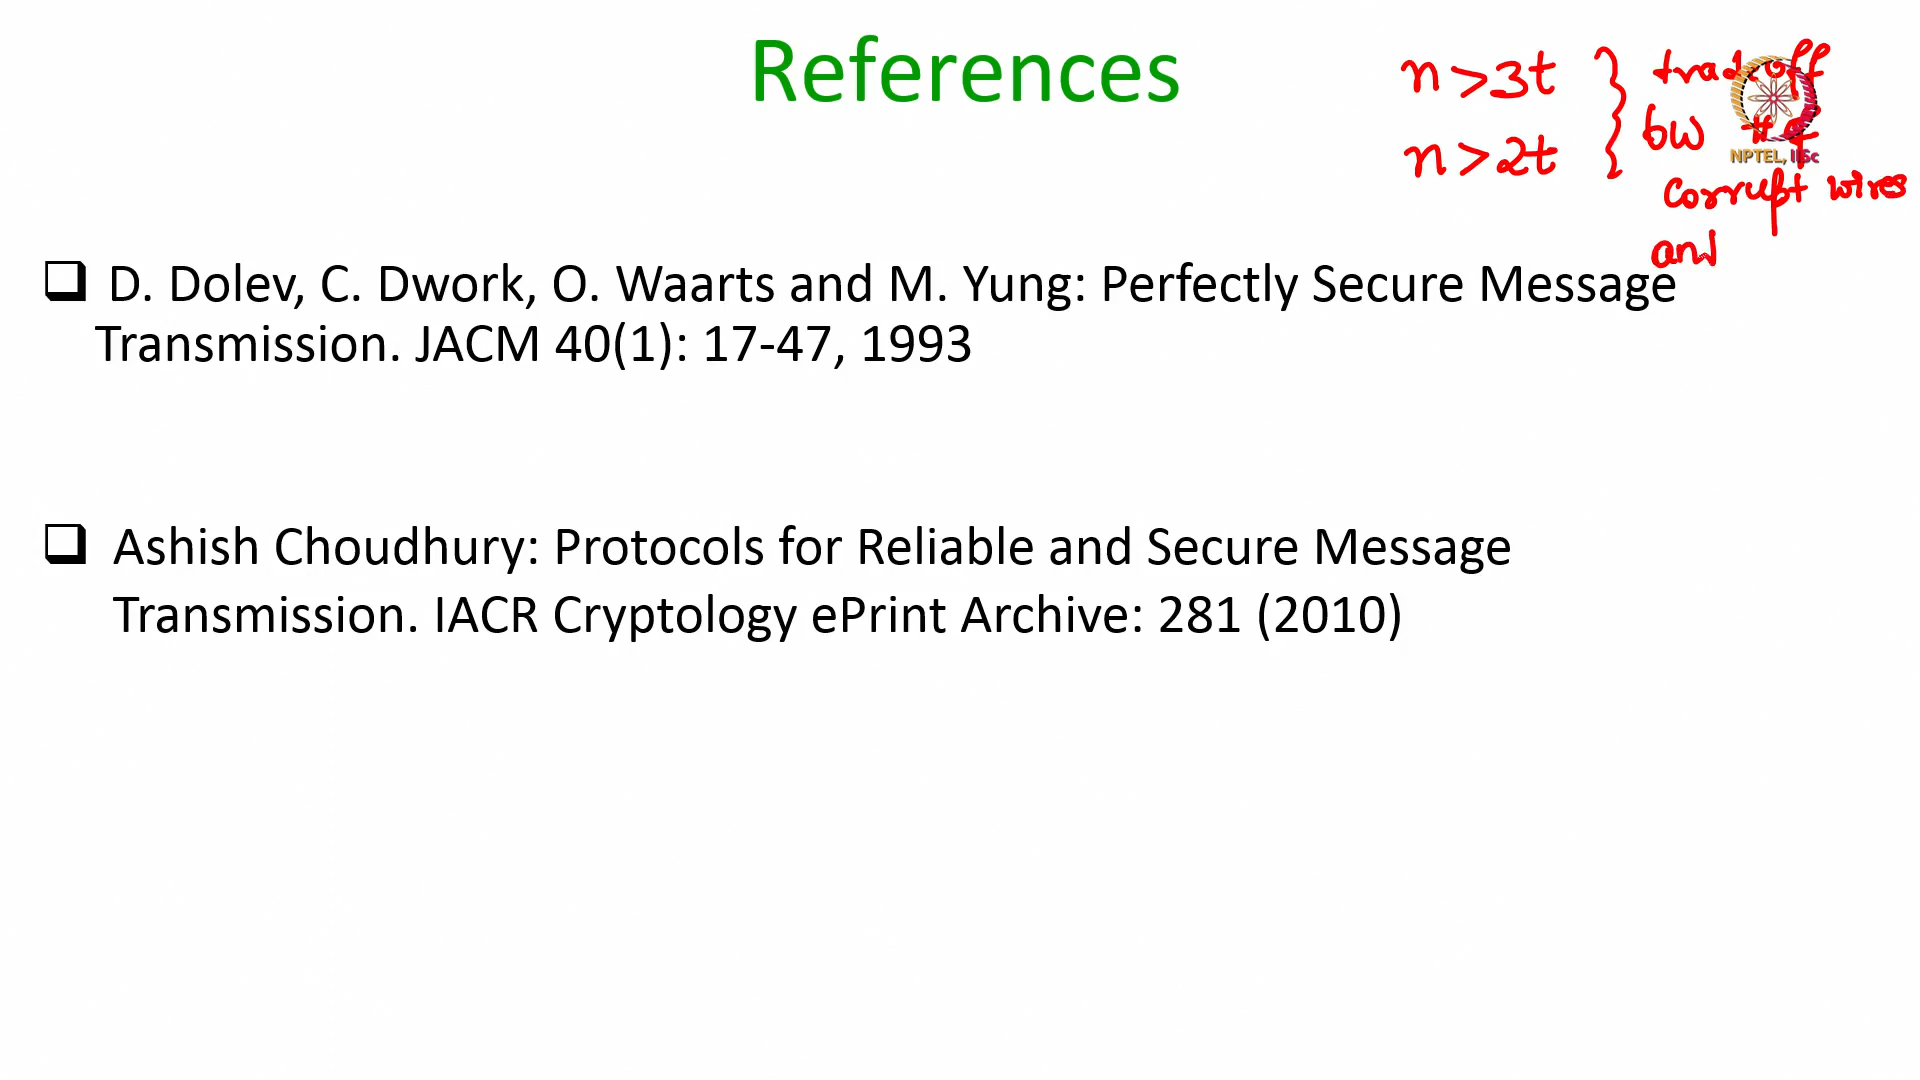 References
n > 3t
n > 2t
tradeoff
bw # of
corrupt wires
and
NPTEL, IISc
❑ D. Dolev, C. Dwork, O. Waarts and M. Yung: Perfectly Secure Message
Transmission. JACM 40(1): 17-47, 1993
❑ Ashish Choudhury: Protocols for Reliable and Secure Message
Transmission. IACR Cryptology ePrint Archive: 281 (2010)